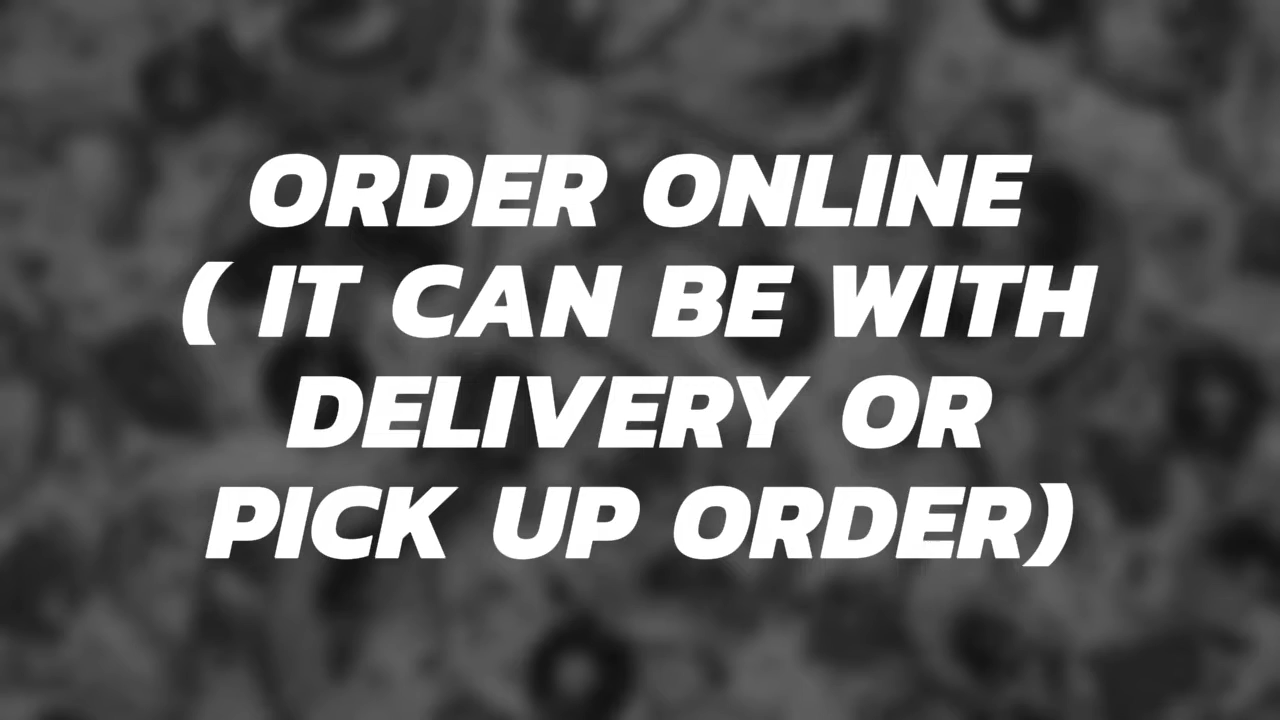 ORDER ONLINE
( IT CAN BE WITH
DELIVERY OR
PICK UP ORDER)